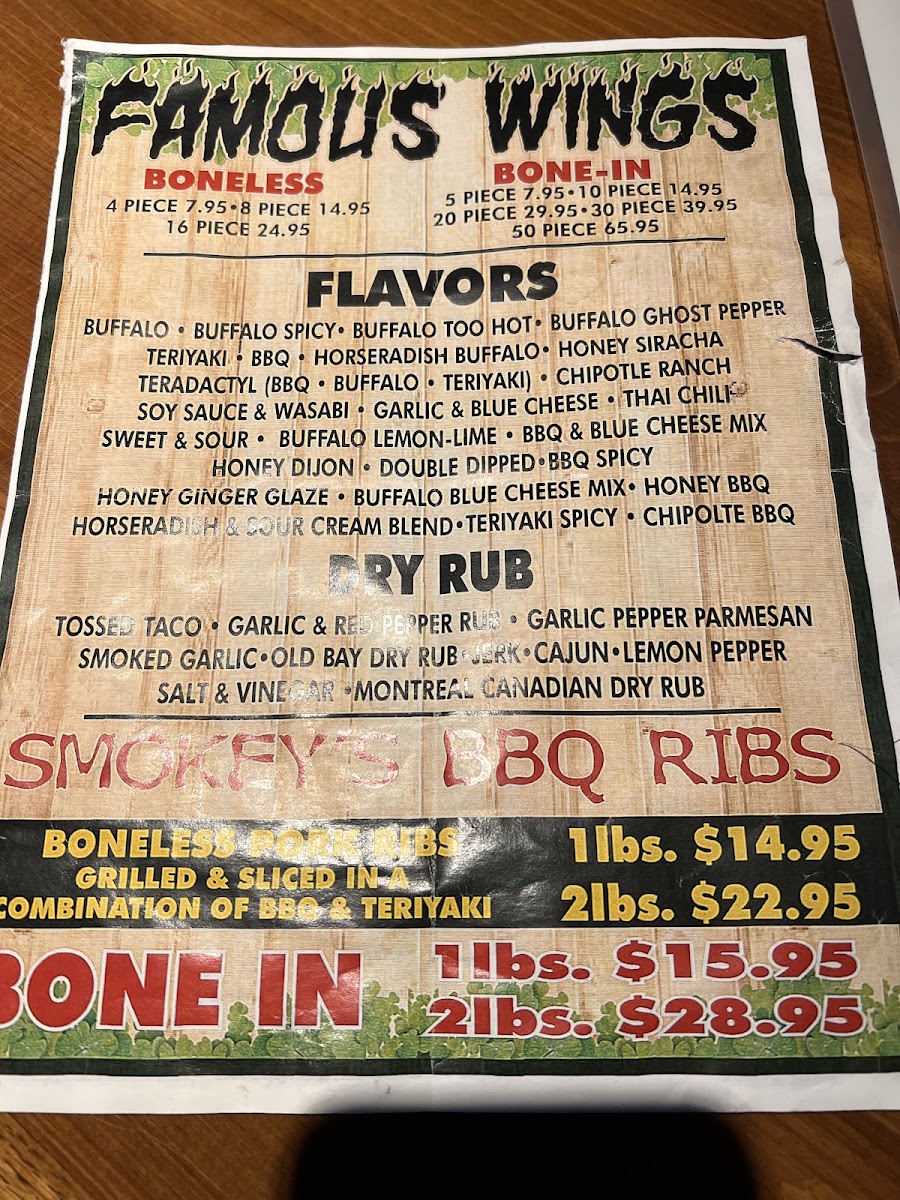 FAMOUS WINGS
BONELESS
4 PIECE 7.95•8 PIECE 14.95
16 PIECE 24.95
BONE-IN
5 PIECE 7.95•10 PIECE 14.95
20 PIECE 29.95•30 PIECE 39.95
50 PIECE 65.95
FLAVORS
BUFFALO • BUFFALO SPICY• BUFFALO TOO HOT• BUFFALO GHOST PEPPER
TERIYAKI • BBQ • HORSERADISH BUFFALO• HONEY SIRACHA
TERADACTYL (BBQ • BUFFALO • TERIYAKI) • CHIPOTLE RANCH
SOY SAUCE & WASABI • GARLIC & BLUE CHEESE • THAI CHILI
SWEET & SOUR • BUFFALO LEMON-LIME • BBQ & BLUE CHEESE MIX
HONEY DIJON • DOUBLE DIPPED•BBQ SPICY
HONEY GINGER GLAZE • BUFFALO BLUE CHEESE MIX• HONEY BBQ
HORSERADISH & SOUR CREAM BLEND•TERIYAKI SPICY • CHIPOLTE BBQ
DRY RUB
TOSSED TACO • GARLIC & RED PEPPER RUB • GARLIC PEPPER PARMESAN
SMOKED GARLIC•OLD BAY DRY RUB•JERK•CAJUN•LEMON PEPPER
SALT & VINEGAR •MONTREAL CANADIAN DRY RUB
SMOKEY'S BBQ RIBS
BONELESS PORK RIBS
GRILLED & SLICED IN A
COMBINATION OF BBQ & TERIYAKI
1lbs. $14.95
2lbs. $22.95
BONE IN
1lbs. $15.95
2lbs. $28.95